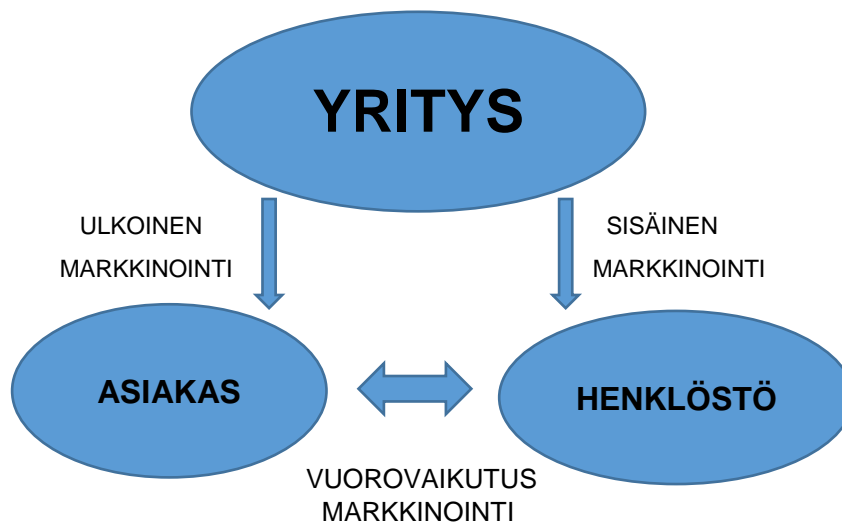 YRITYS
ULKOINEN
MARKKINOINTI
SISÄINEN
MARKKINOINTI
ASIAKAS
HENKLÖSTÖ
VUOROVAIKUTUS
MARKKINOINTI